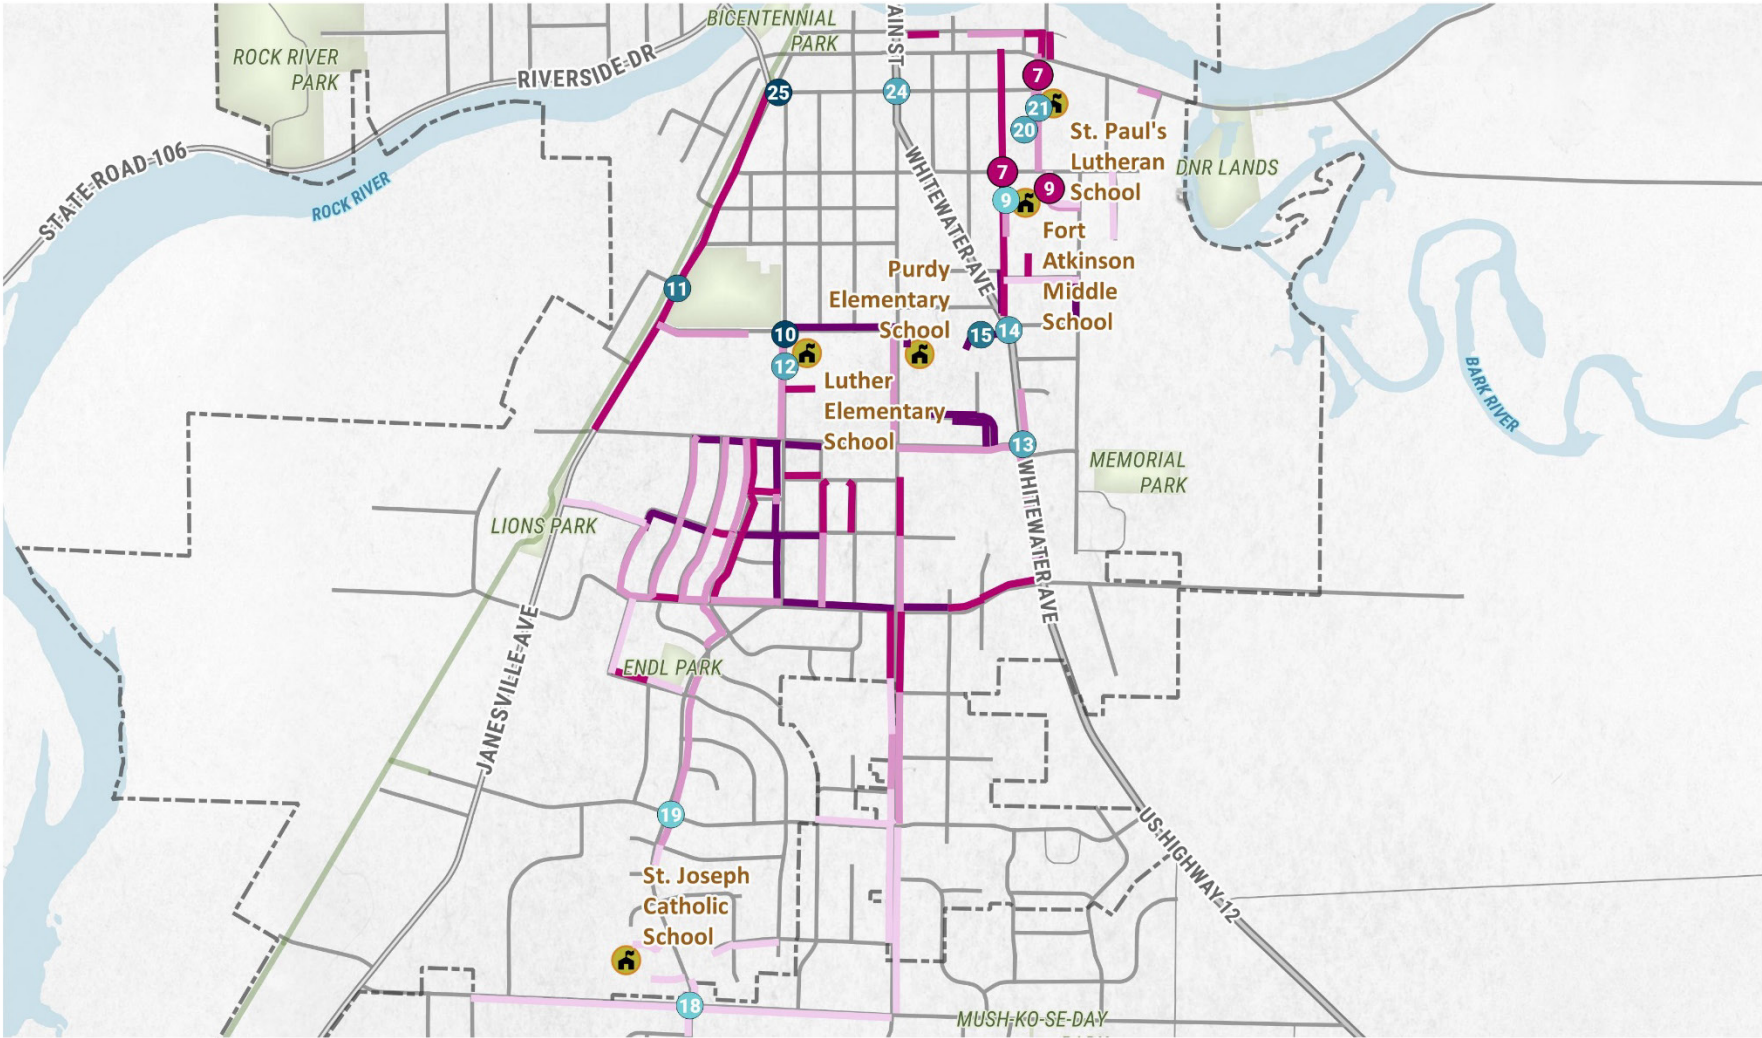 BICENTENNIAL
PARK
AIN ST
ROCK RIVER
PARK
RIVERSIDE DR
7
25
24
21
20
St. Paul's
Lutheran
School
STATE ROAD 106
ROCK RIVER
WHITEWATER AVE
DNR LANDS
7
9
9
Fort
Atkinson
Middle
School
Purdy
Elementary
School
11
10
12
15
14
Luther
Elementary
School
BARK RIVER
13
MEMORIAL
PARK
WHITEWATER AVE
LIONS PARK
JANESVILLE AVE
ENDL PARK
19
US HIGHWAY 12
St. Joseph
Catholic
School
18
MUSH-KO-SE-DAY